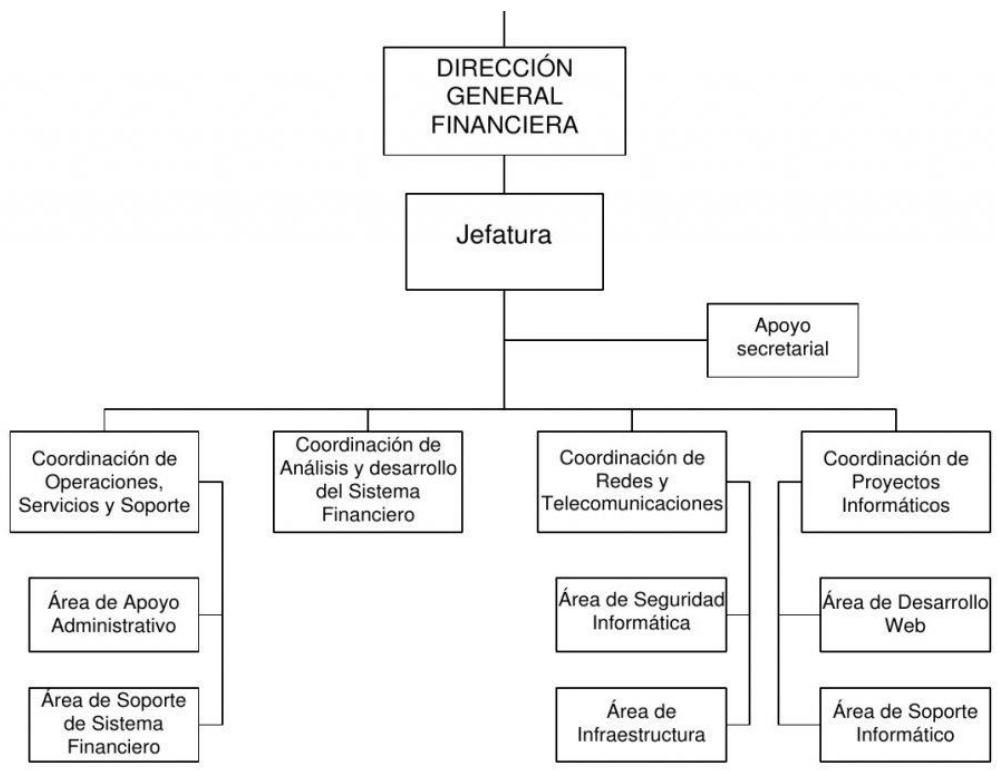 DIRECCIÓN
GENERAL
FINANCIERA
Jefatura
Apoyo
secretarial
Coordinación de
Operaciones,
Servicios y Soporte
Coordinación de
Análisis y desarrollo
del Sistema
Financiero
Coordinación de
Redes y
Telecomunicaciones
Coordinación de
Proyectos
Informáticos
Área de Apoyo
Administrativo
Área de Seguridad
Informática
Área de Desarrollo
Web
Área de Soporte
de Sistema
Financiero
Área de
Infraestructura
Área de Soporte
Informático